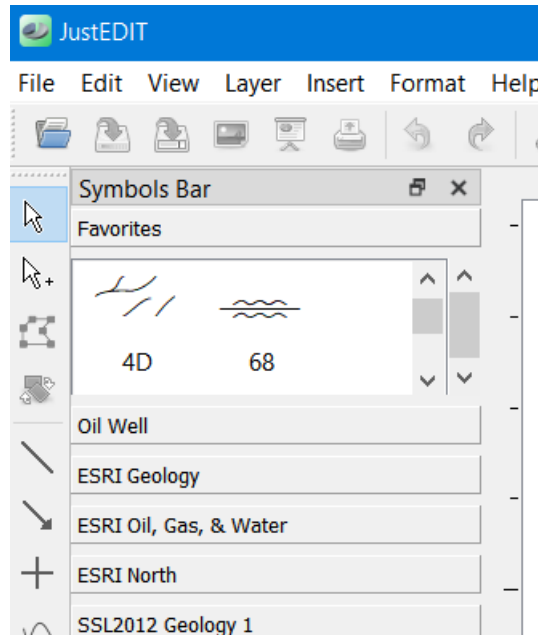 JustEDIT
File Edit View Layer Insert Format Help
Symbols Bar
Favorites
4D 68
Oil Well
ESRI Geology
ESRI Oil, Gas, & Water
ESRI North
SSL2012 Geology 1